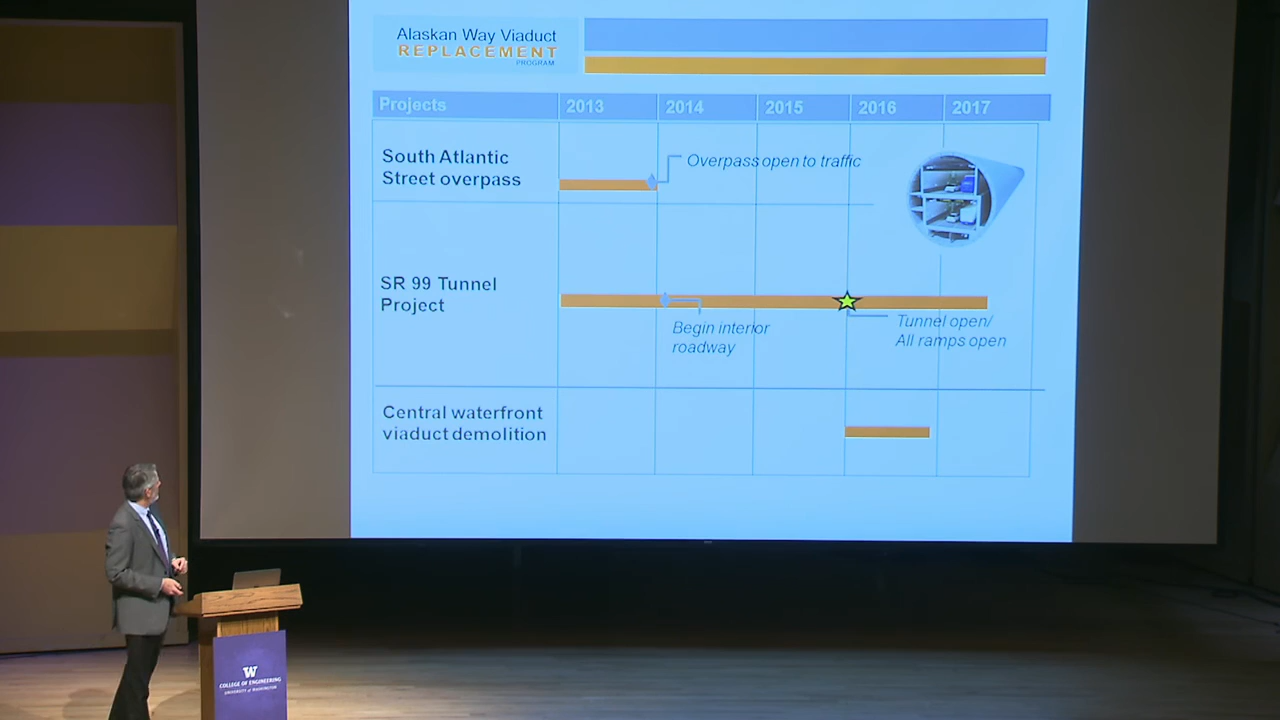 Alaskan Way Viaduct
REPLACEMENT
PROGRAM
Projects 2013 2014 2015 2016 2017
South Atlantic
Street overpass
Overpass open to traffic
SR 99 Tunnel
Project
Begin interior
roadway
Tunnel open/
All ramps open
Central waterfront
viaduct demolition
W
COLLEGE OF ENGINEERING
UNIVERSITY of WASHINGTON